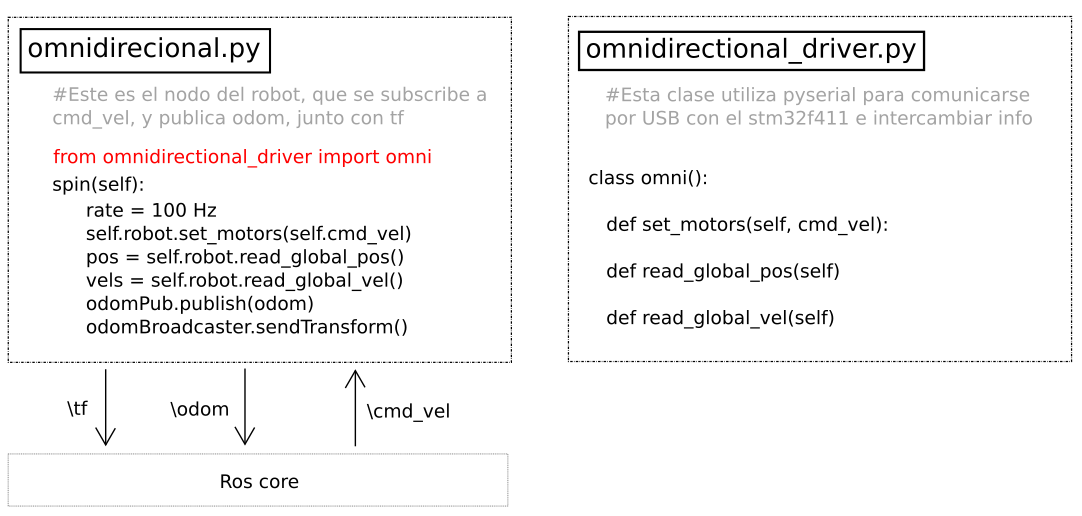 omnidirecional.py
#Este es el nodo del robot, que se subscribe a
cmd_vel, y publica odom, junto con tf
from omnidirectional_driver import omni
spin(self):
rate = 100 Hz
self.robot.set_motors(self.cmd_vel)
pos = self.robot.read_global_pos()
vels = self.robot.read_global_vel()
odomPub.publish(odom)
odomBroadcaster.sendTransform()
omnidirectional_driver.py
#Esta clase utiliza pyserial para comunicarse
por USB con el stm32f411 e intercambiar info
class omni():
def set_motors(self, cmd_vel):
def read_global_pos(self)
def read_global_vel(self)
\tf
\odom
\cmd_vel
Ros core